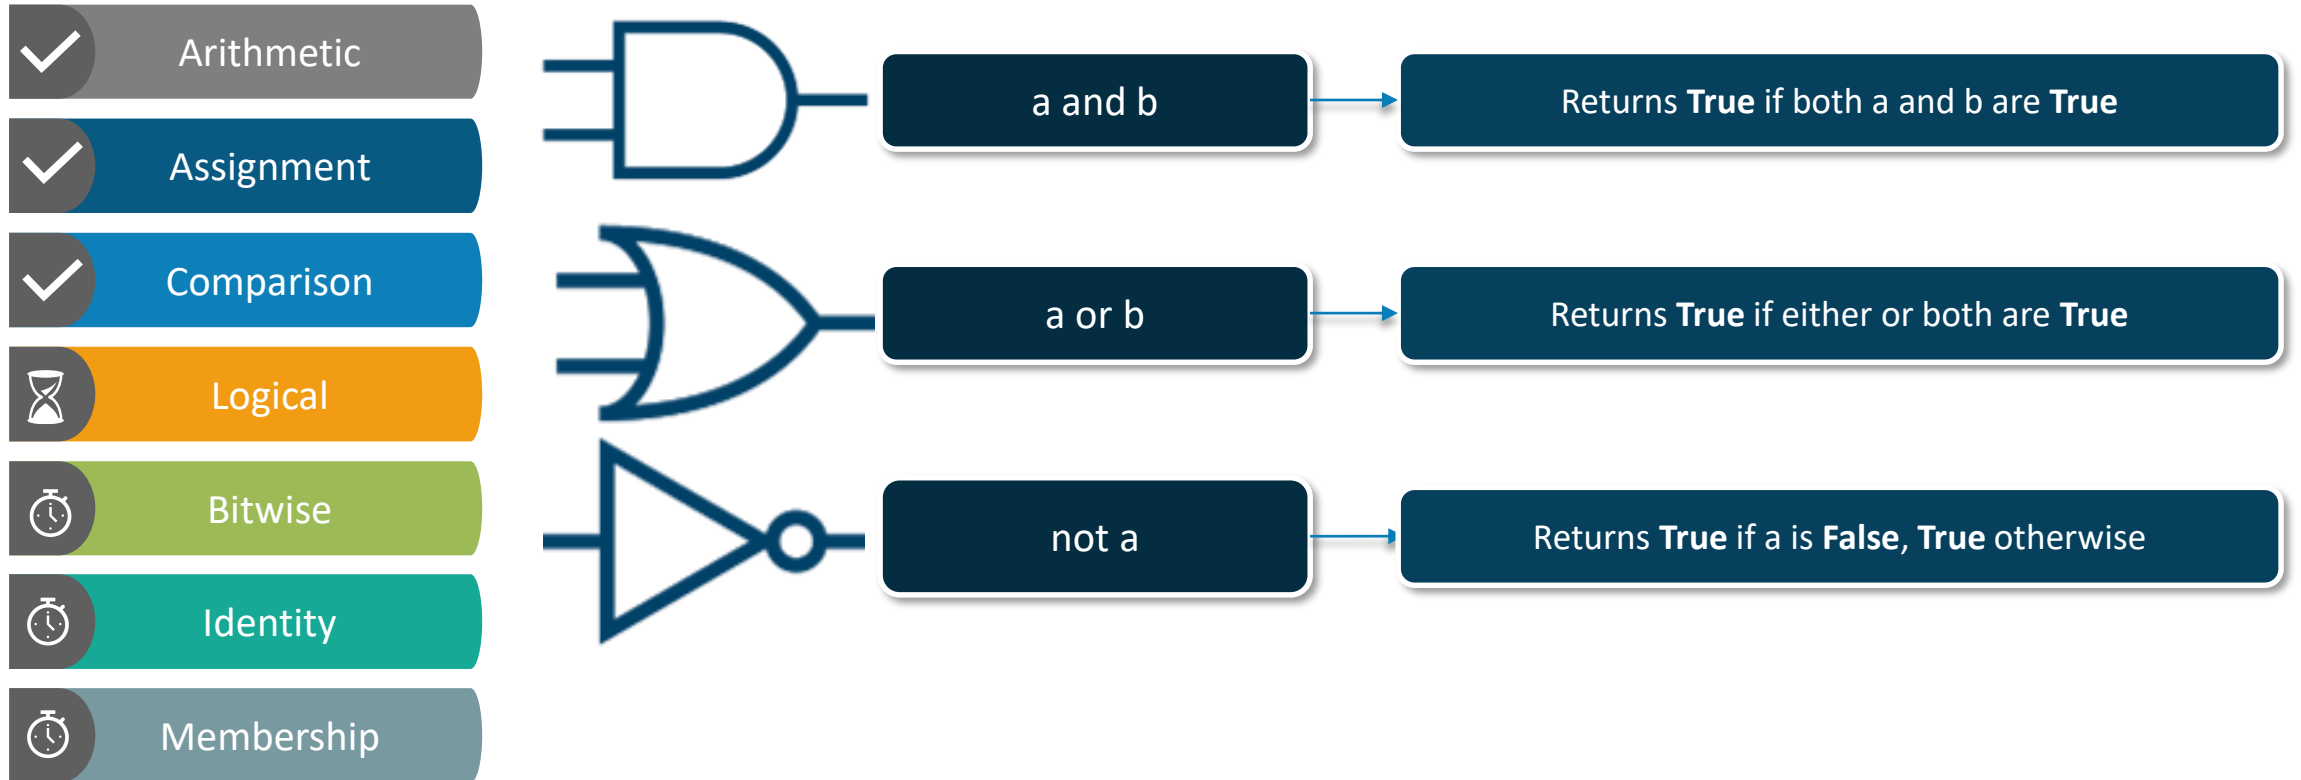 Arithmetic
Assignment
Comparison
Logical
Bitwise
Identity
Membership
a and b
Returns True if both a and b are True
a or b
Returns True if either or both are True
not a
Returns True if a is False, True otherwise